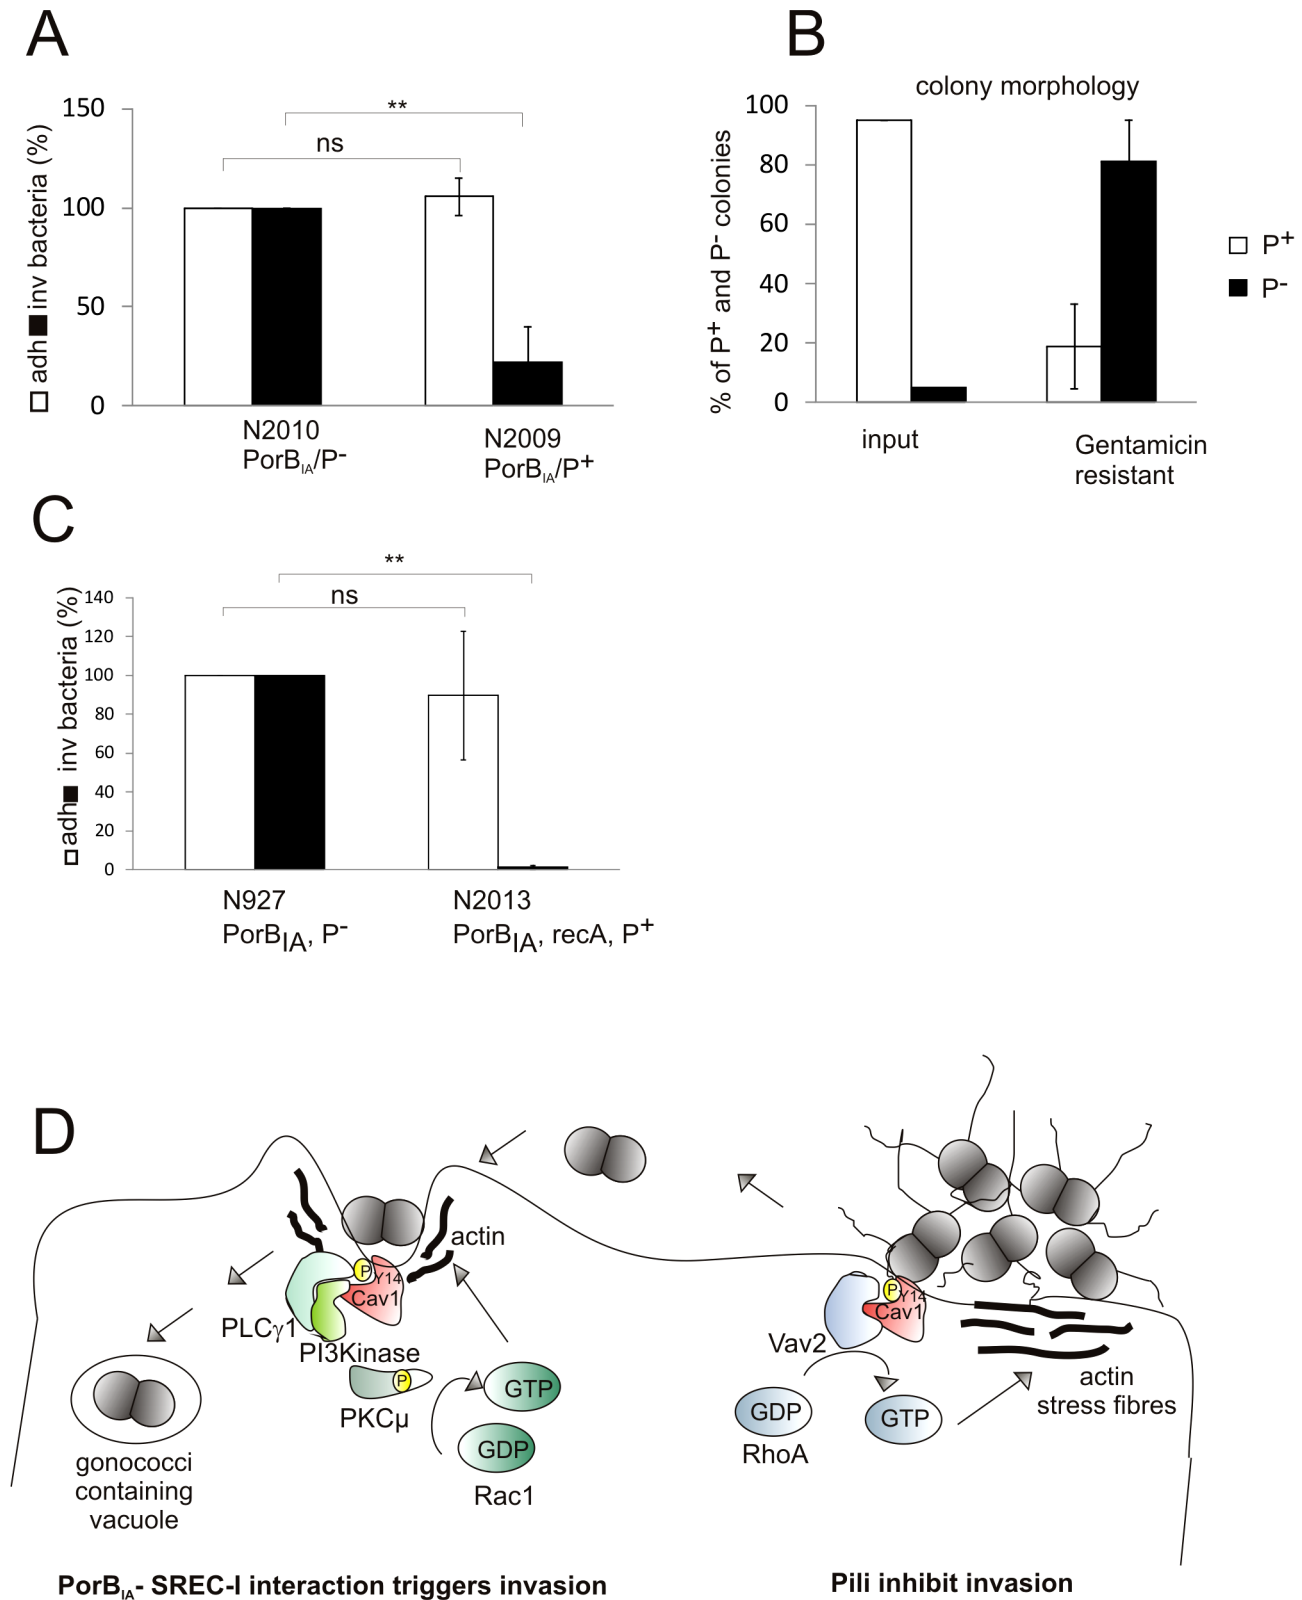 A
150
100
50
0
adh inv bacteria (%)
**
ns
N2010
PorBIA/P-
N2009
PorBIA/P+
B
colony morphology
100
80
60
40
20
0
% of P+ and P- colonies
input
Gentamicin
resistant
P+
P-
C
140
120
100
80
60
40
20
0
adh inv bacteria (%)
**
ns
N927
PorBIA, P-
N2013
PorBIA, recA, P+
D
actin
P
Y14
Cav1
PLCγ1
PI3Kinase
P
PKCμ
GTP
GDP
Rac1
gonococci
containing
vacuole
P
Y14
Cav1
Vav2
GDP
RhoA
GTP
actin
stress fibres
PorBIA- SREC-I interaction triggers invasion
Pili inhibit invasion